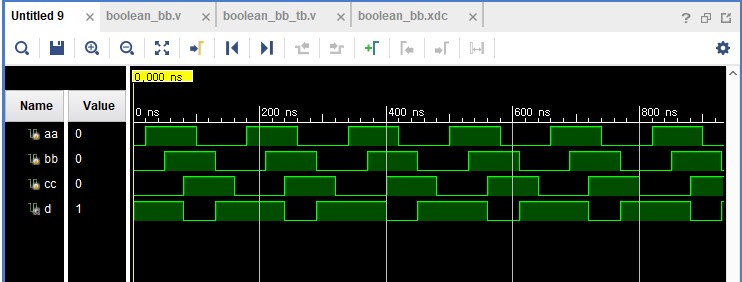 Untitled 9 × boolean_bb.v × boolean_bb_tb.v × boolean_bb.xdc × ?
0,000 ns
Name Value
0 ns 200 ns 400 ns 600 ns 800 ns
aa 0
bb 0
cc 0
d 1